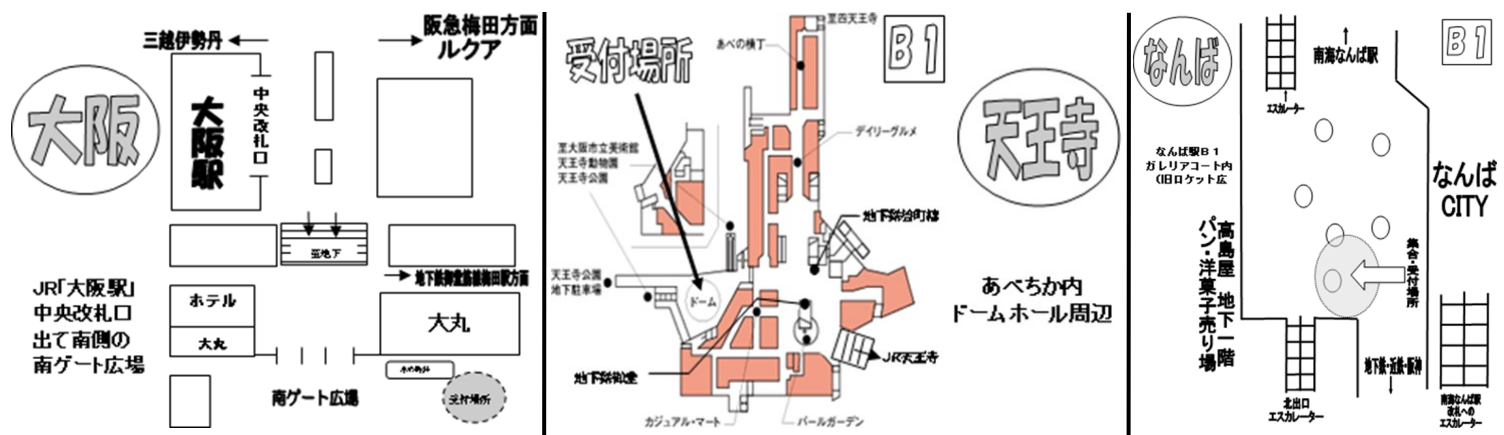 大阪
三越伊勢丹
阪急梅田方面
ルクア
大阪駅
中央改札口
至地下
地下鉄御堂筋線梅田駅方面
JR「大阪駅」
中央改札口
出て南側の
南ゲート広場
ホテル
大丸
大丸
水の時計
南ゲート広場
受付場所
受付場所
B1
天王寺
至四天王寺
あべの横丁
デイリーグルメ
至大阪市立美術館
天王寺動物園
天王寺公園
地下鉄谷町線
天王寺公園
地下駐車場
ドーム
あべちか内
ドームホール周辺
JR天王寺
地下鉄御堂
カジュアル・マート
パールガーデン
なんば
B1
南海なんば駅
エスカレーター
なんば駅B1
ガレリアコート内
(旧ロケット広
なんば
CITY
高島屋 地下一階
パン・洋菓子売り場
集合・受付場所
地下鉄・近鉄・阪神
北出口
エスカレーター
南海なんば駅
改札への
エスカレーター